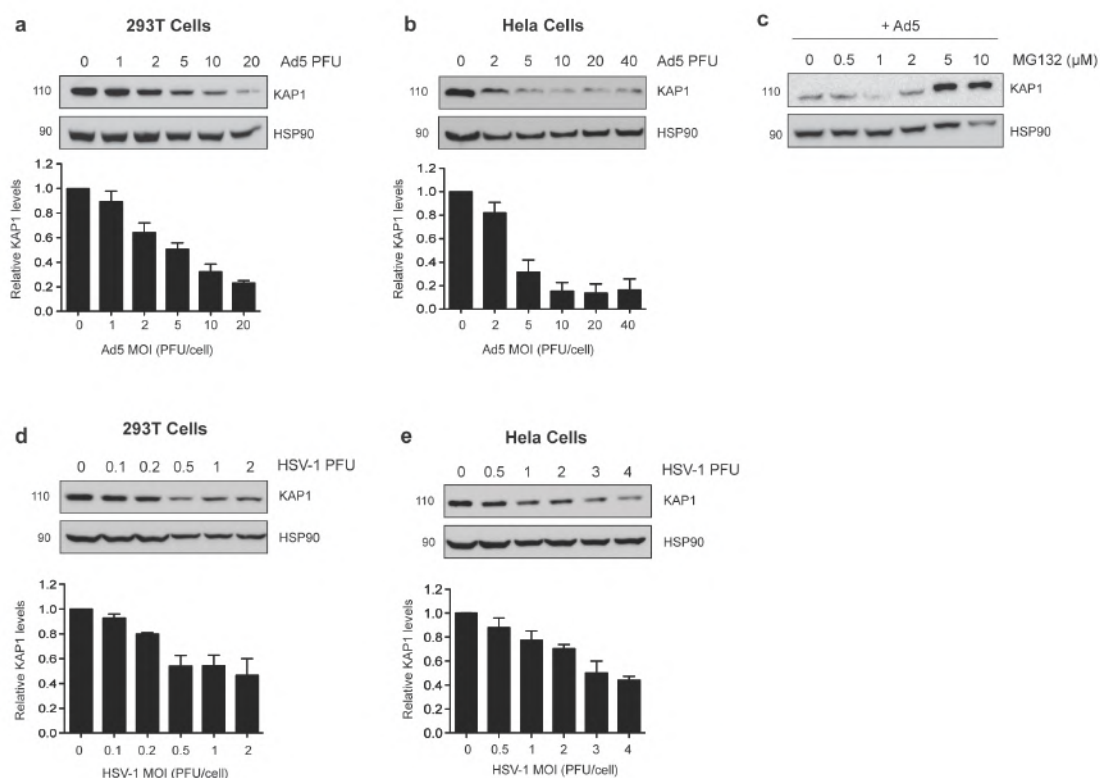 a
293T Cells
0 1 2 5 10 20 Ad5 PFU
110 KAP1
90 HSP90
1.2
1.0
0.8
0.6
0.4
0.2
0.0
Relative KAP1 levels
0 1 2 5 10 20
Ad5 MOI (PFU/cell)
b
Hela Cells
0 2 5 10 20 40 Ad5 PFU
110 KAP1
90 HSP90
1.2
1.0
0.8
0.6
0.4
0.2
0.0
Relative KAP1 levels
0 2 5 10 20 40
Ad5 MOI (PFU/cell)
c
+ Ad5
0 0.5 1 2 5 10 MG132 (µM)
110 KAP1
90 HSP90
d
293T Cells
0 0.1 0.2 0.5 1 2 HSV-1 PFU
110 KAP1
90 HSP90
1.2
1.0
0.8
0.6
0.4
0.2
0.0
Relative KAP1 levels
0 0.1 0.2 0.5 1 2
HSV-1 MOI (PFU/cell)
e
Hela Cells
0 0.5 1 2 3 4 HSV-1 PFU
110 KAP1
90 HSP90
1.2
1.0
0.8
0.6
0.4
0.2
0.0
Relative KAP1 levels
0 0.5 1 2 3 4
HSV-1 MOI (PFU/cell)